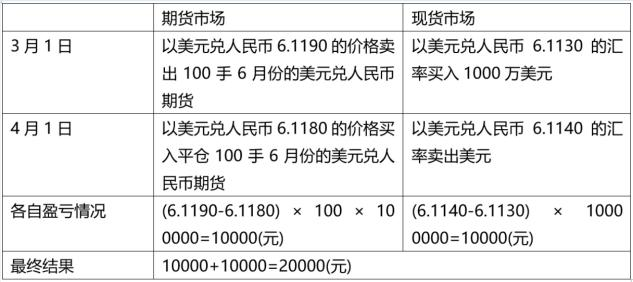 期货市场 现货市场
3月1日 以美元兑人民币 6.1190 的价格卖 以美元兑人民币 6.1130 的汇
出 100 手 6 月份的美元兑人民币 率买入 1000 万美元
期货
4月1日 以美元兑人民币 6.1180 的价格买 以美元兑人民币 6.1140 的汇
入平仓 100 手 6 月份的美元兑人 率卖出美元
民币期货
各自盈亏情况 (6.1190-6.1180) × 100 × 10 (6.1140-6.1130) × 1000
0000=10000(元) 0000=10000(元)
最终结果 10000+10000=20000(元)